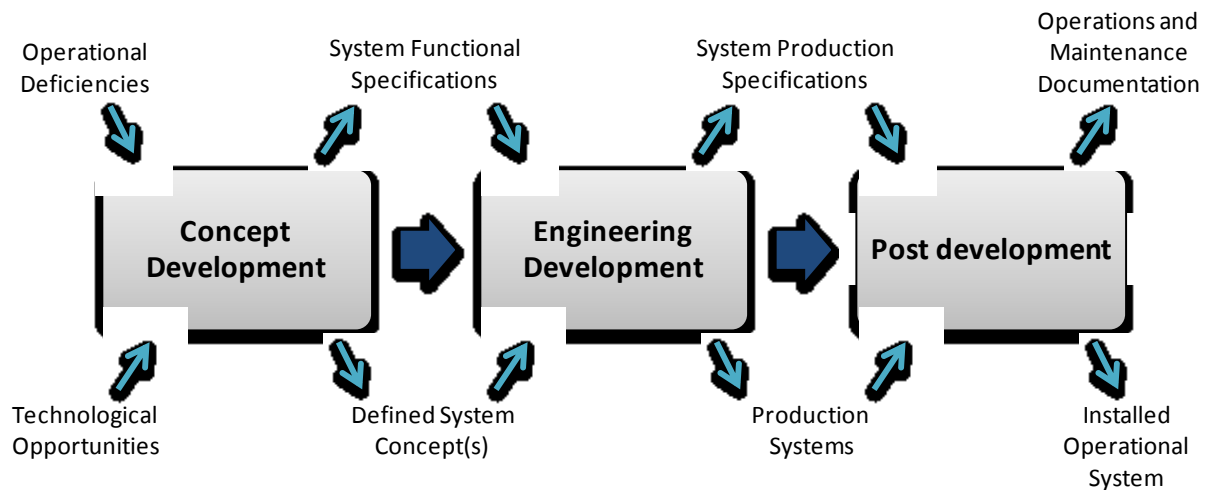 Operational
Deficiencies
System Functional
Specifications
System Production
Specifications
Operations and
Maintenance
Documentation
Concept
Development
Engineering
Development
Post development
Technological
Opportunities
Defined System
Concept(s)
Production
Systems
Installed
Operational
System